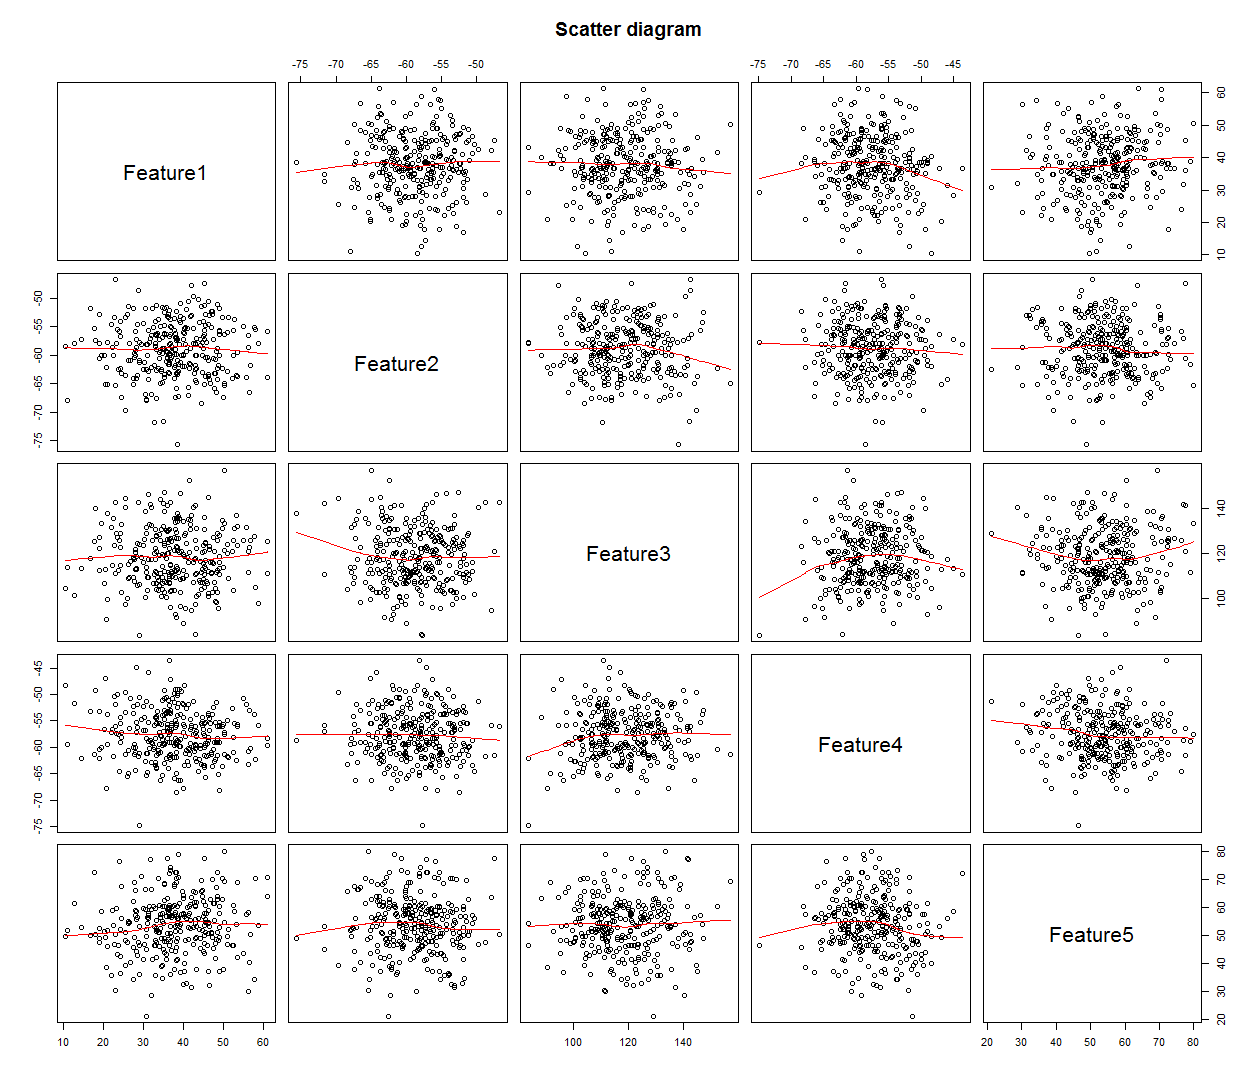 Scatter diagram
-75 -70 -65 -60 -55 -50 -75 -70 -65 -60 -55 -50 -45
Feature1
10 20 30 40 50 60
-75 -70 -65 -60 -55 -50
Feature2
Feature3
100 120 140
-75 -70 -65 -60 -55 -50 -45
Feature4
Feature5
20 30 40 50 60 70 80
10 20 30 40 50 60 100 120 140 20 30 40 50 60 70 80